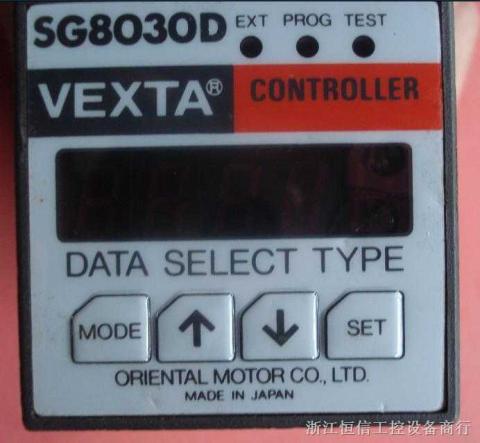 SG8030D EXT PROG TEST
VEXTA® CONTROLLER
DATA SELECT TYPE
MODE ↑ ↓ SET
ORIENTAL MOTOR CO., LTD.
MADE IN JAPAN
浙江恒信工控设备商行